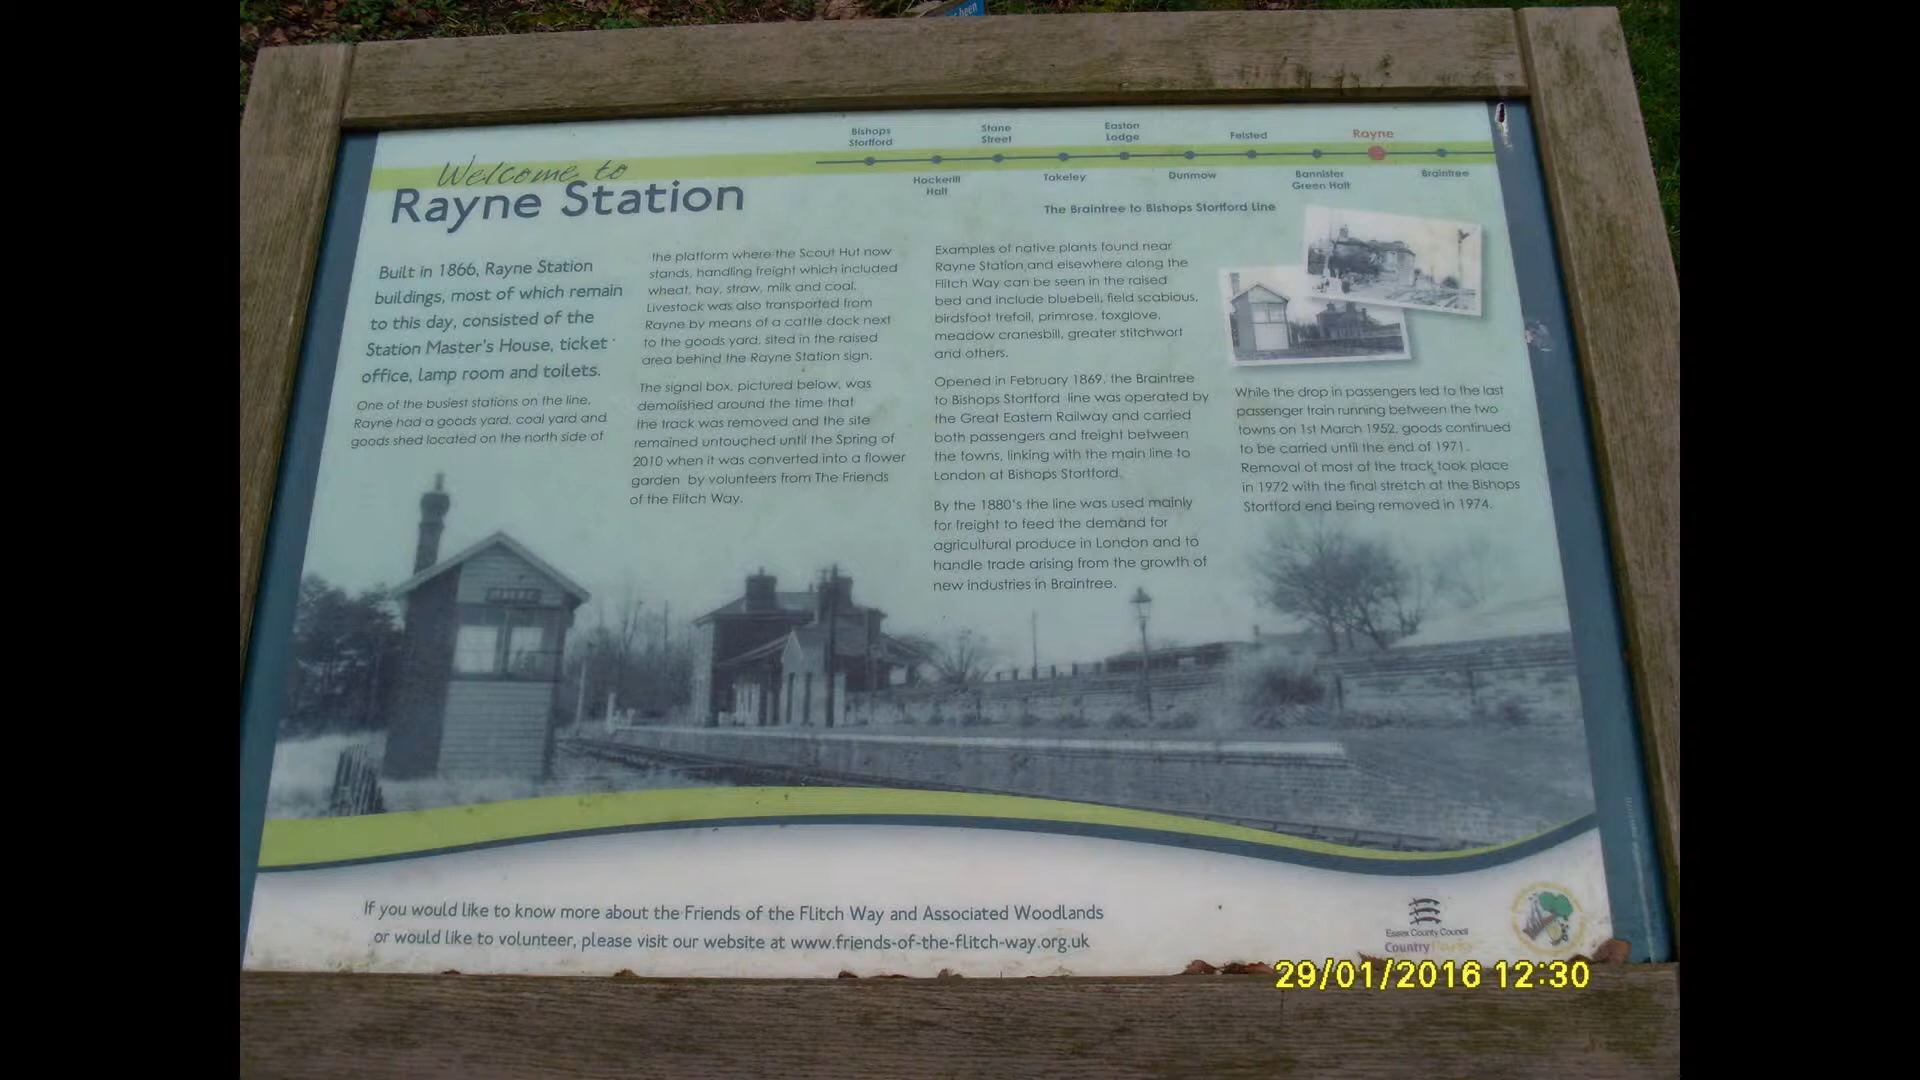 s been
Bishops
Stortford
Stane
Street
Easton
Lodge
Felsted
Rayne
Hockerill
Halt
Takeley
Dunmow
Bannister
Green Halt
Braintree
The Braintree to Bishops Stortford Line
Welcome to
Rayne Station
Built in 1866, Rayne Station
buildings, most of which remain
to this day, consisted of the
Station Master's House, ticket
office, lamp room and toilets.
One of the busiest stations on the line,
Rayne had a goods yard, coal yard and
goods shed located on the north side of
the platform where the Scout Hut now
stands, handling freight which included
wheat, hay, straw, milk and coal.
Livestock was also transported from
Rayne by means of a cattle dock next
to the goods yard, sited in the raised
area behind the Rayne Station sign.
The signal box, pictured below, was
demolished around the time that
the track was removed and the site
remained untouched until the Spring of
2010 when it was converted into a flower
garden by volunteers from The Friends
of the Flitch Way.
Examples of native plants found near
Rayne Station and elsewhere along the
Flitch Way can be seen in the raised
bed and include bluebell, field scabious,
birdsfoot trefoil, primrose, foxglove,
meadow cranesbill, greater stitchwort
and others.
Opened in February 1869, the Braintree
to Bishops Stortford line was operated by
the Great Eastern Railway and carried
both passengers and freight between
the towns, linking with the main line to
London at Bishops Stortford.
By the 1880's the line was used mainly
for freight to feed the demand for
agricultural produce in London and to
handle trade arising from the growth of
new industries in Braintree.
While the drop in passengers led to the last
passenger train running between the two
towns on 1st March 1952, goods continued
to be carried until the end of 1971.
Removal of most of the track took place
in 1972 with the final stretch at the Bishops
Stortford end being removed in 1974.
RAYNE
If you would like to know more about the Friends of the Flitch Way and Associated Woodlands
or would like to volunteer, please visit our website at www.friends-of-the-flitch-way.org.uk
Essex County Council
Country Parks
29/01/2016 12:30